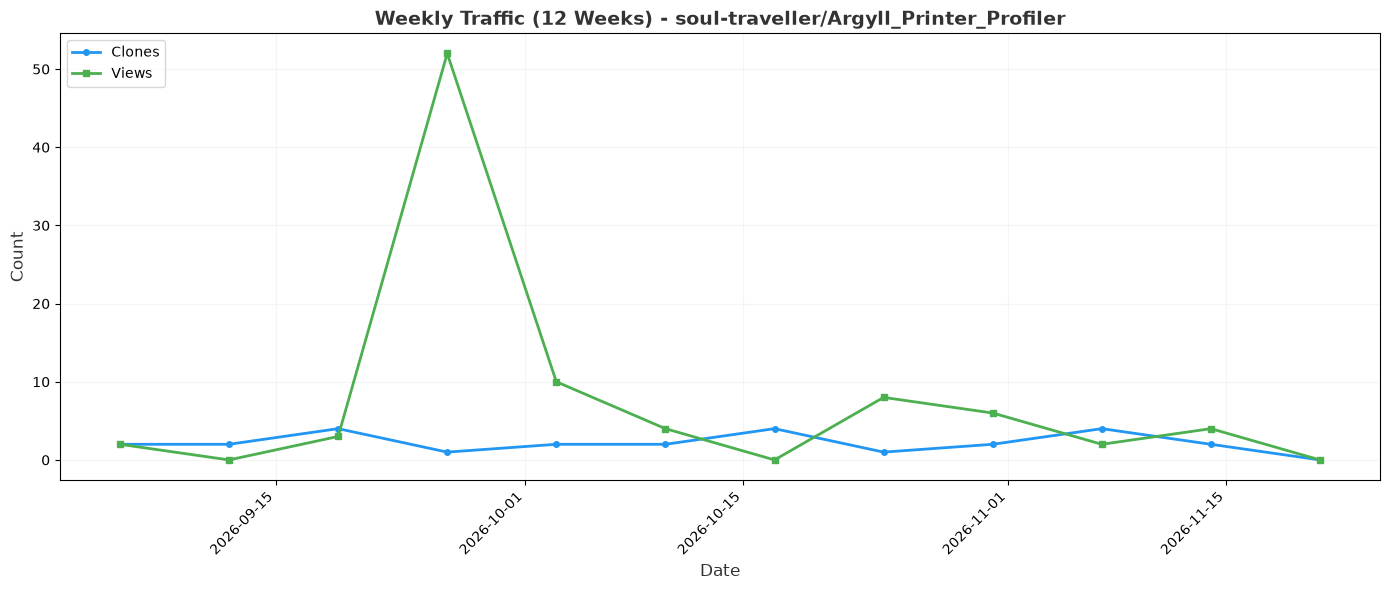 Weekly Traffic (12 Weeks) - soul-traveller/Argyll_Printer_Profiler
Clones
Views
Count
50
40
30
20
10
0
2026-09-15
2026-10-01
2026-10-15
2026-11-01
2026-11-15
Date